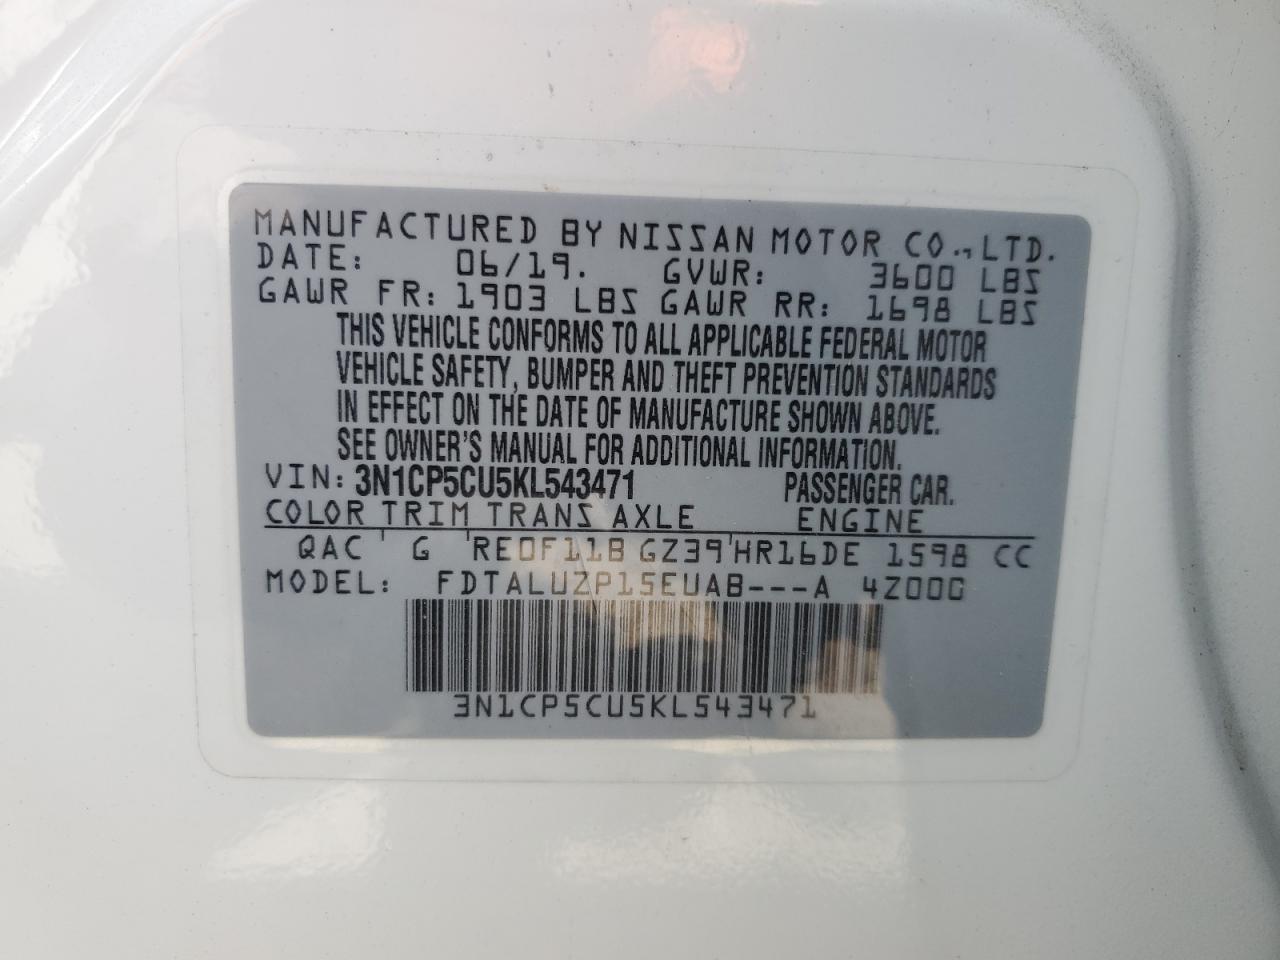 MANUFACTURED BY NISSAN MOTOR CO., LTD.
DATE: 06/19. GVWR: 3600 LBS
GAWR FR: 1903 LBS GAWR RR: 1698 LBS
THIS VEHICLE CONFORMS TO ALL APPLICABLE FEDERAL MOTOR
VEHICLE SAFETY, BUMPER AND THEFT PREVENTION STANDARDS
IN EFFECT ON THE DATE OF MANUFACTURE SHOWN ABOVE.
SEE OWNER'S MANUAL FOR ADDITIONAL INFORMATION.
VIN: 3N1CP5CU5KL543471 PASSENGER CAR.
COLOR TRIM TRANS AXLE ENGINE
QAC ' G 'RE0F11B GZ39'HR16DE 1598 CC
MODEL: FDTALUZP15EUAB---A 4Z00G
3N1CP5CU5KL543471